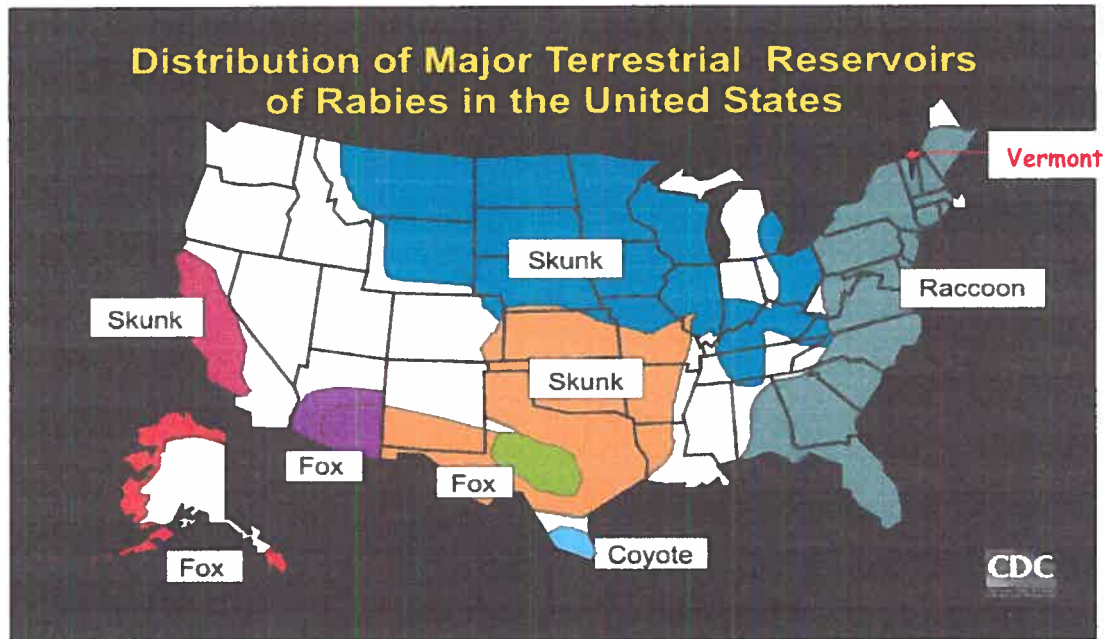 Distribution of Major Terrestrial Reservoirs
of Rabies in the United States
Vermont
Skunk
Raccoon
Skunk
Skunk
Fox
Fox
Coyote
Fox
CDC